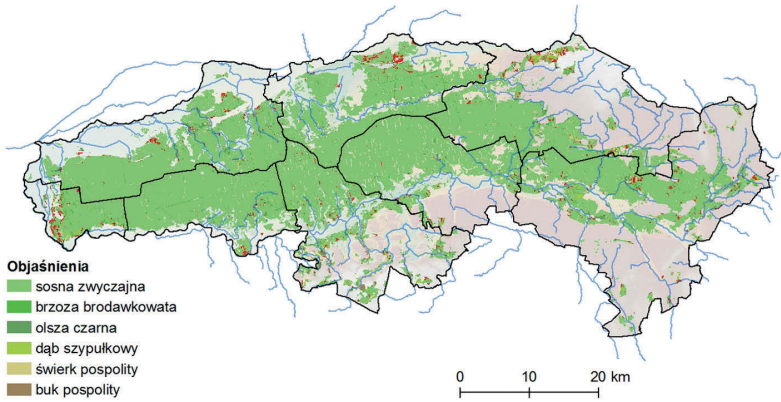 Objaśnienia
sosna zwyczajna
brzoza brodawkowata
olsza czarna
dąb szypułkowy
świerk pospolity
buk pospolity
0 10 20 km